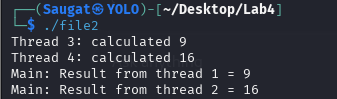 ┌──(Saugat㉿YOLO)-[~/Desktop/Lab4]
└─$ ./file2
Thread 3: calculated 9
Thread 4: calculated 16
Main: Result from thread 1 = 9
Main: Result from thread 2 = 16